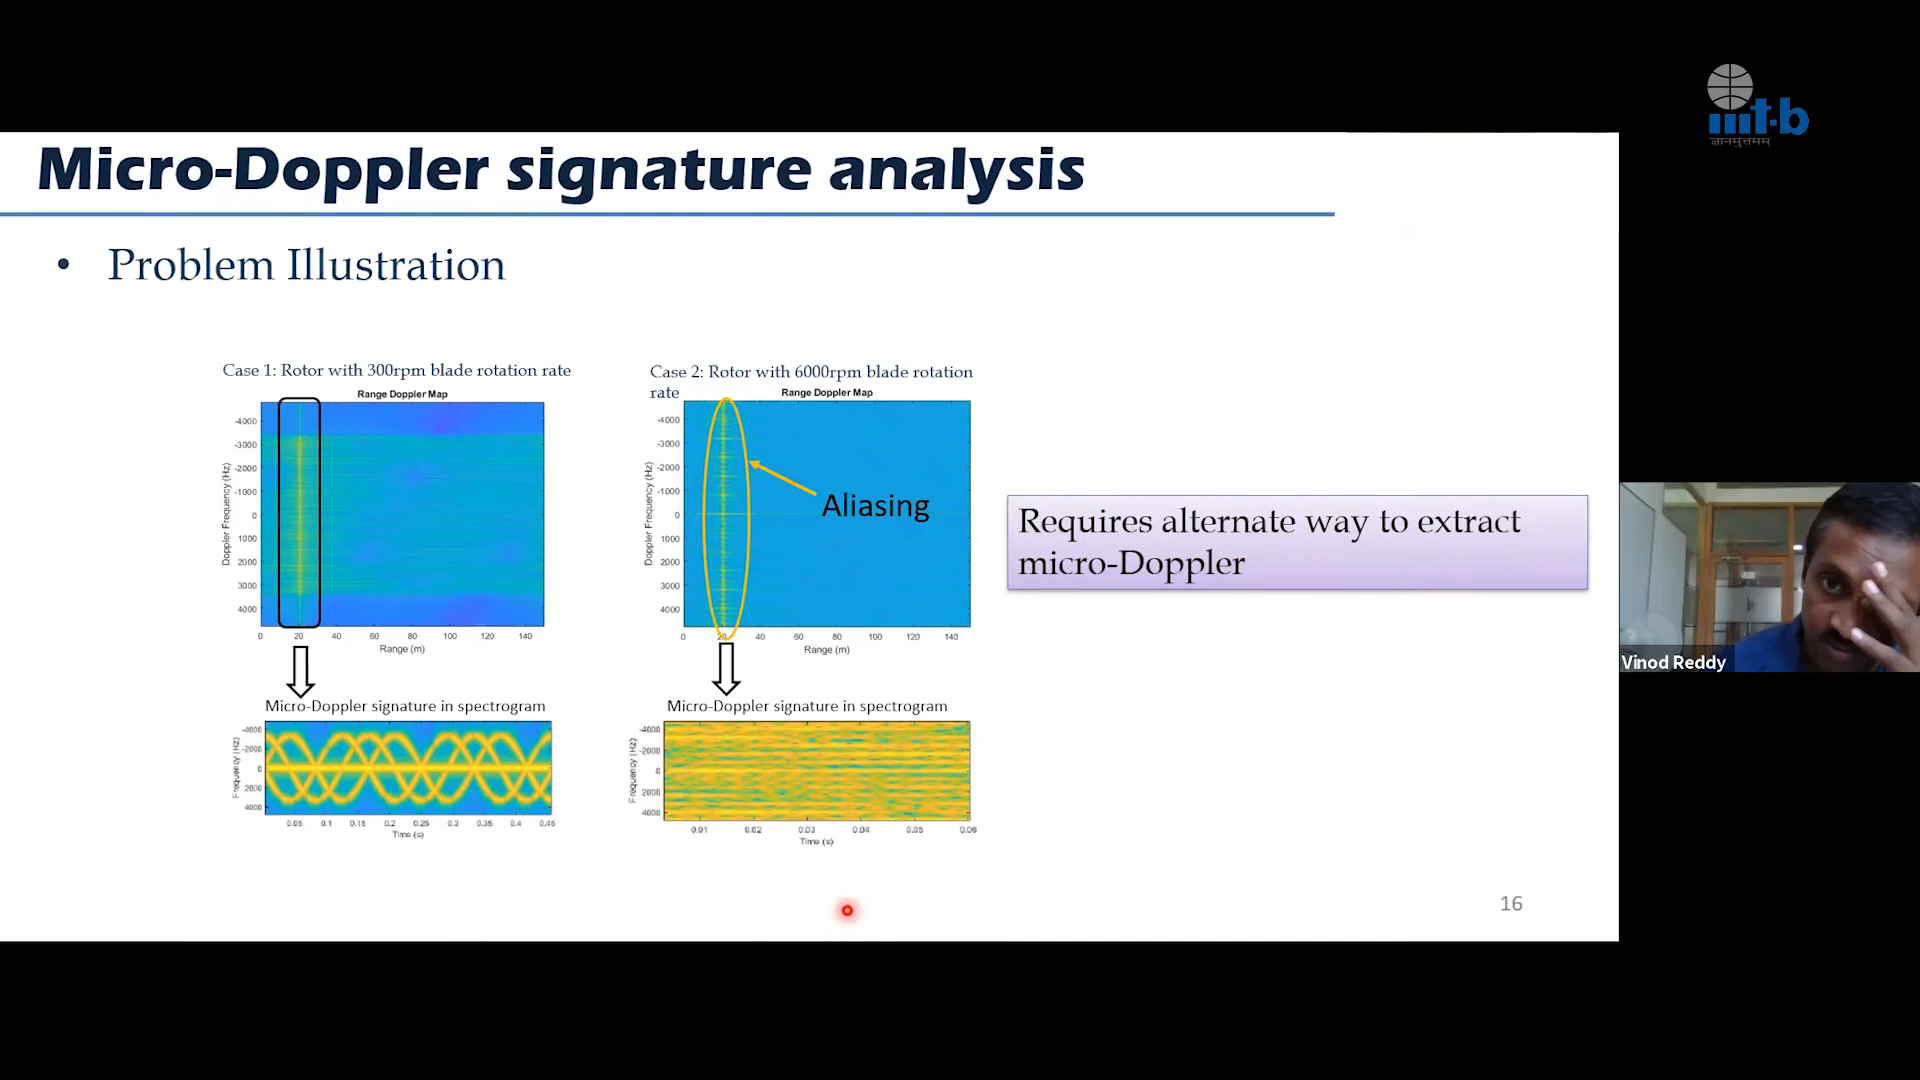 iiit-b
ज्ञानमुत्तमम्
Micro-Doppler signature analysis
• Problem Illustration
Case 1: Rotor with 300rpm blade rotation rate
Range Doppler Map
Doppler Frequency (Hz)
-4000
-3000
-2000
-1000
0
1000
2000
3000
4000
0 20 40 60 80 100 120 140
Range (m)
Micro-Doppler signature in spectrogram
Frequency (Hz)
-4000
-2000
0
2000
4000
0.05 0.1 0.15 0.2 0.25 0.3 0.35 0.4 0.45
Time (s)
Case 2: Rotor with 6000rpm blade rotation
rate
Range Doppler Map
Doppler Frequency (Hz)
-4000
-3000
-2000
-1000
0
1000
2000
3000
4000
Aliasing
0 20 40 60 80 100 120 140
Range (m)
Micro-Doppler signature in spectrogram
Frequency (Hz)
-4000
-2000
0
2000
4000
0.01 0.02 0.03 0.04 0.05 0.06
Time (s)
Requires alternate way to extract
micro-Doppler
Vinod Reddy
16